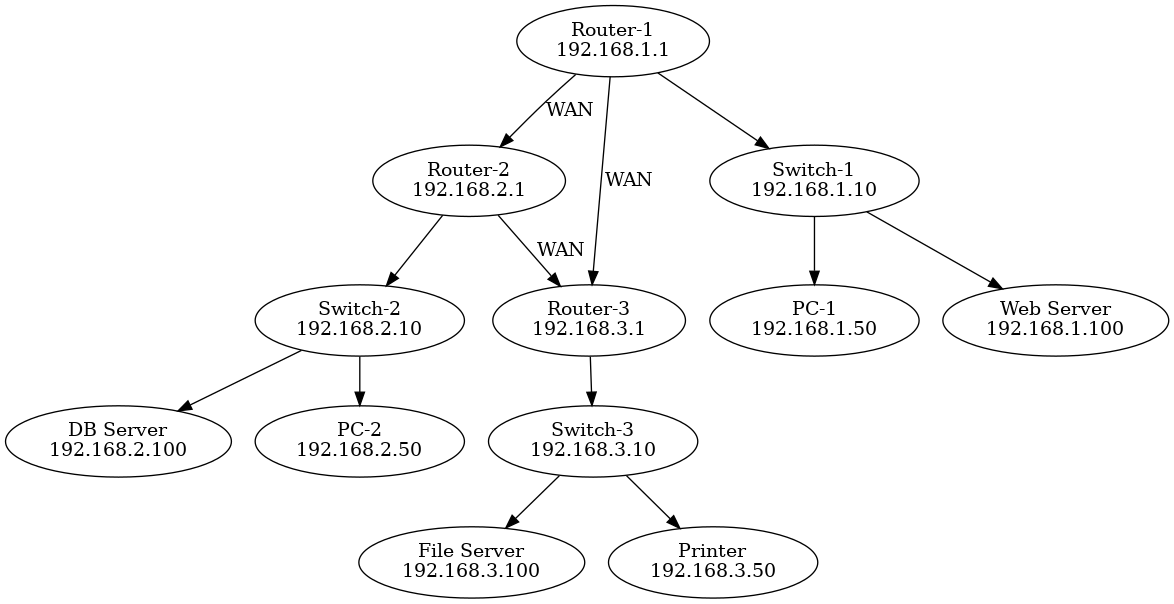 Router-1
192.168.1.1
WAN
Router-2
192.168.2.1
WAN
Switch-1
192.168.1.10
WAN
Switch-2
192.168.2.10
Router-3
192.168.3.1
PC-1
192.168.1.50
Web Server
192.168.1.100
DB Server
192.168.2.100
PC-2
192.168.2.50
Switch-3
192.168.3.10
File Server
192.168.3.100
Printer
192.168.3.50